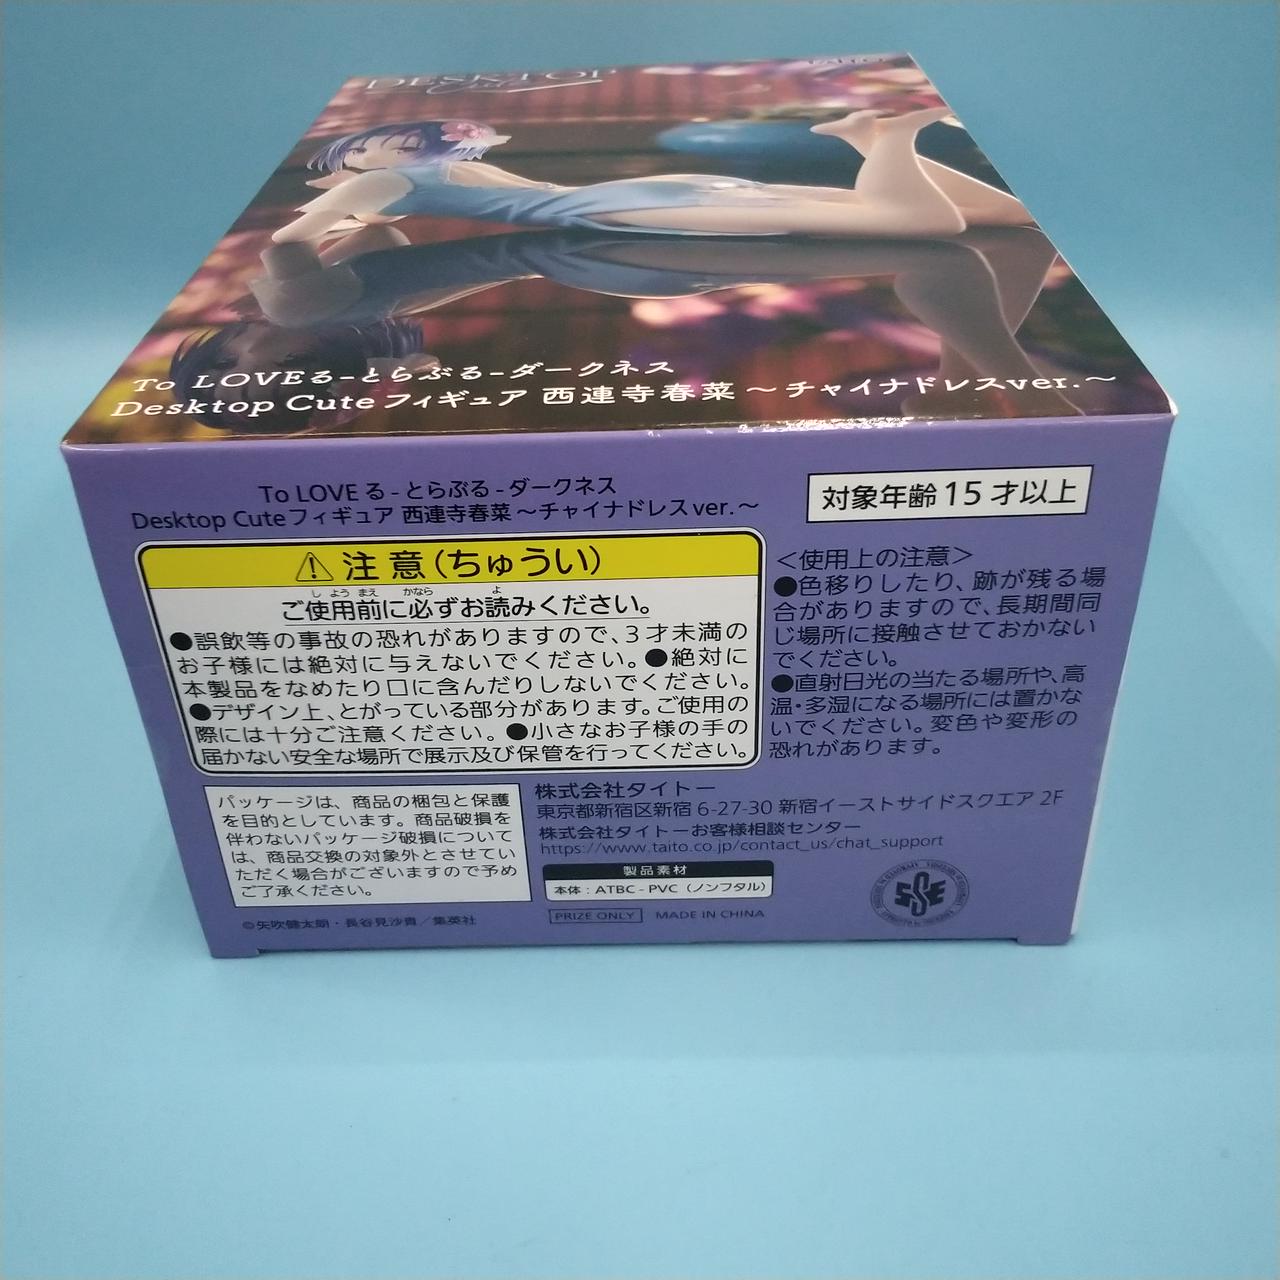 DESKTOP
Cute
TAITO
To LOVEる-とらぶる-ダークネス
Desktop Cuteフィギュア 西連寺春菜 ～チャイナドレスver.～
To LOVEる-とらぶる-ダークネス
Desktop Cuteフィギュア 西連寺春菜～チャイナドレスver.～
対象年齢15才以上
注意(ちゅうい)
しようまえ かなら よ
ご使用前に必ずお読みください。
●誤飲等の事故の恐れがありますので、3才未満の
お子様には絶対に与えないでください。●絶対に
本製品をなめたり口に含んだりしないでください。
●デザイン上、とがっている部分があります。ご使用の
際には十分ご注意ください。●小さなお子様の手の
届かない安全な場所で展示及び保管を行ってください。
＜使用上の注意＞
●色移りしたり、跡が残る場
合がありますので、長期間同
じ場所に接触させておかない
でください。
●直射日光の当たる場所や、高
温・多湿になる場所には置かな
いでください。変色や変形の
恐れがあります。
パッケージは、商品の梱包と保護
を目的としています。商品破損を
伴わないパッケージ破損について
は、商品交換の対象外とさせてい
ただく場合がございますので予め
ご了承ください。
©矢吹健太朗・長谷見沙貴／集英社
株式会社タイトー
東京都新宿区新宿 6-27-30 新宿イーストサイドスクエア 2F
株式会社タイトーお客様相談センター
https://www.taito.co.jp/contact_us/chat_support
製品素材
本体：ATBC-PVC（ノンフタル）
PRIZE ONLY MADE IN CHINA